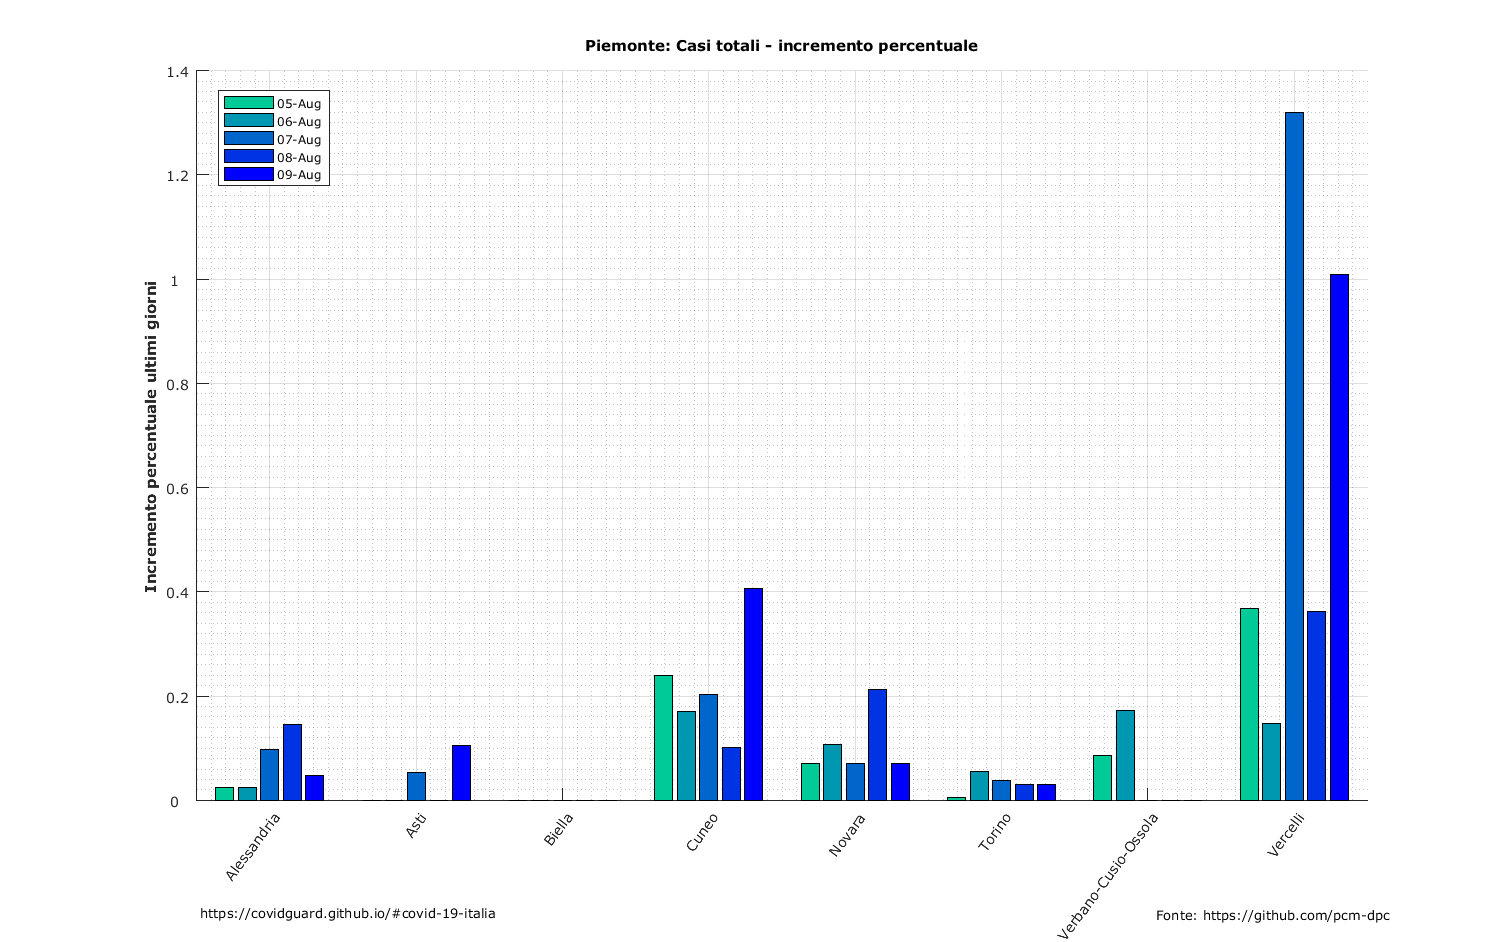 Piemonte: Casi totali - incremento percentuale
1.4
1.2
1
0.8
0.6
0.4
0.2
0
Incremento percentuale ultimi giorni
05-Aug
06-Aug
07-Aug
08-Aug
09-Aug
Alessandria
Asti
Biella
Cuneo
Novara
Torino
Verbano-Cusio-Ossola
Vercelli
https://covidguard.github.io/#covid-19-italia
Fonte: https://github.com/pcm-dpc